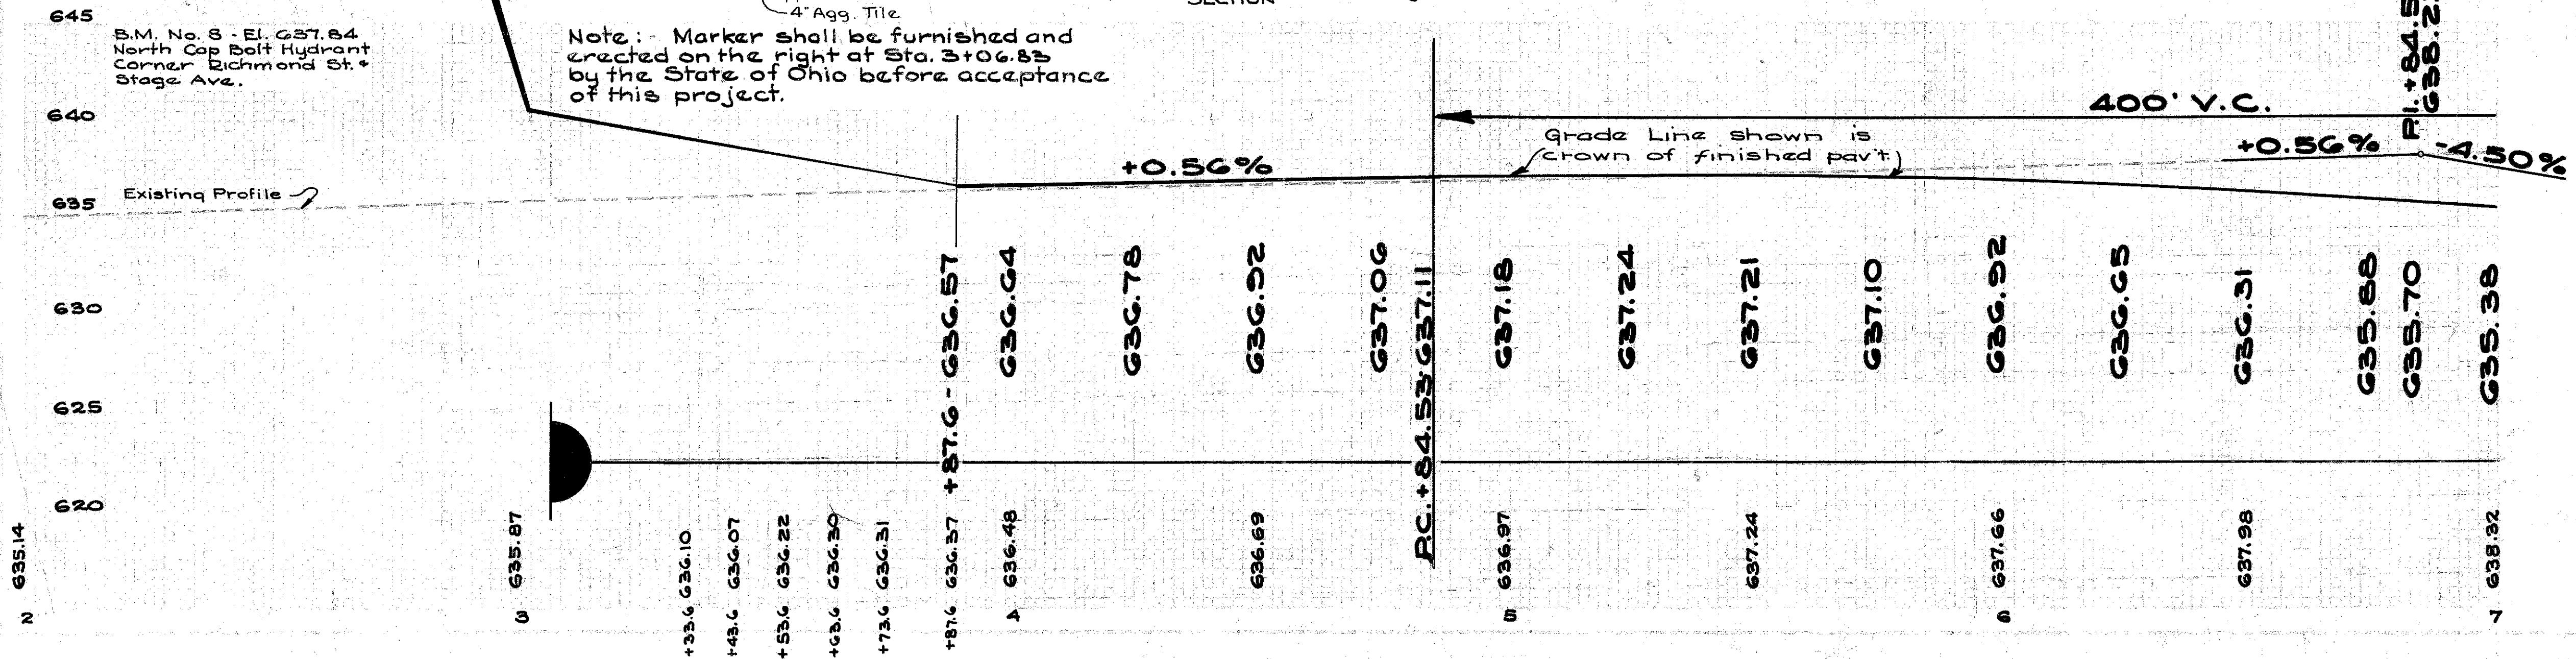 645
B.M. No. 8 - El. 637.84
North Cap Bolt Hydrant
Corner Richmond St. &
Stage Ave.
4" Agg. Tile
SECTION
Note:- Marker shall be furnished and
erected on the right at Sta. 3+06.83
by the State of Ohio before acceptance
of this project.
640
400' V.C.
P.I. +84.5
638.2
Grade Line shown is
crown of finished pav't.
+0.56%
+0.56%
-4.50%
Existing Profile
635
630
625
620
+87.6 - 636.57
636.64
636.78
636.92
637.06
P.C. +84.53 637.11
637.18
637.24
637.21
637.10
636.92
636.65
636.31
635.88
635.70
635.38
635.14
635.87
+33.6 636.10
+43.6 636.07
+53.6 636.22
+63.6 636.30
+73.6 636.31
+87.6 636.37
636.48
636.69
636.97
637.24
637.66
637.98
638.32
2
3
4
5
6
7